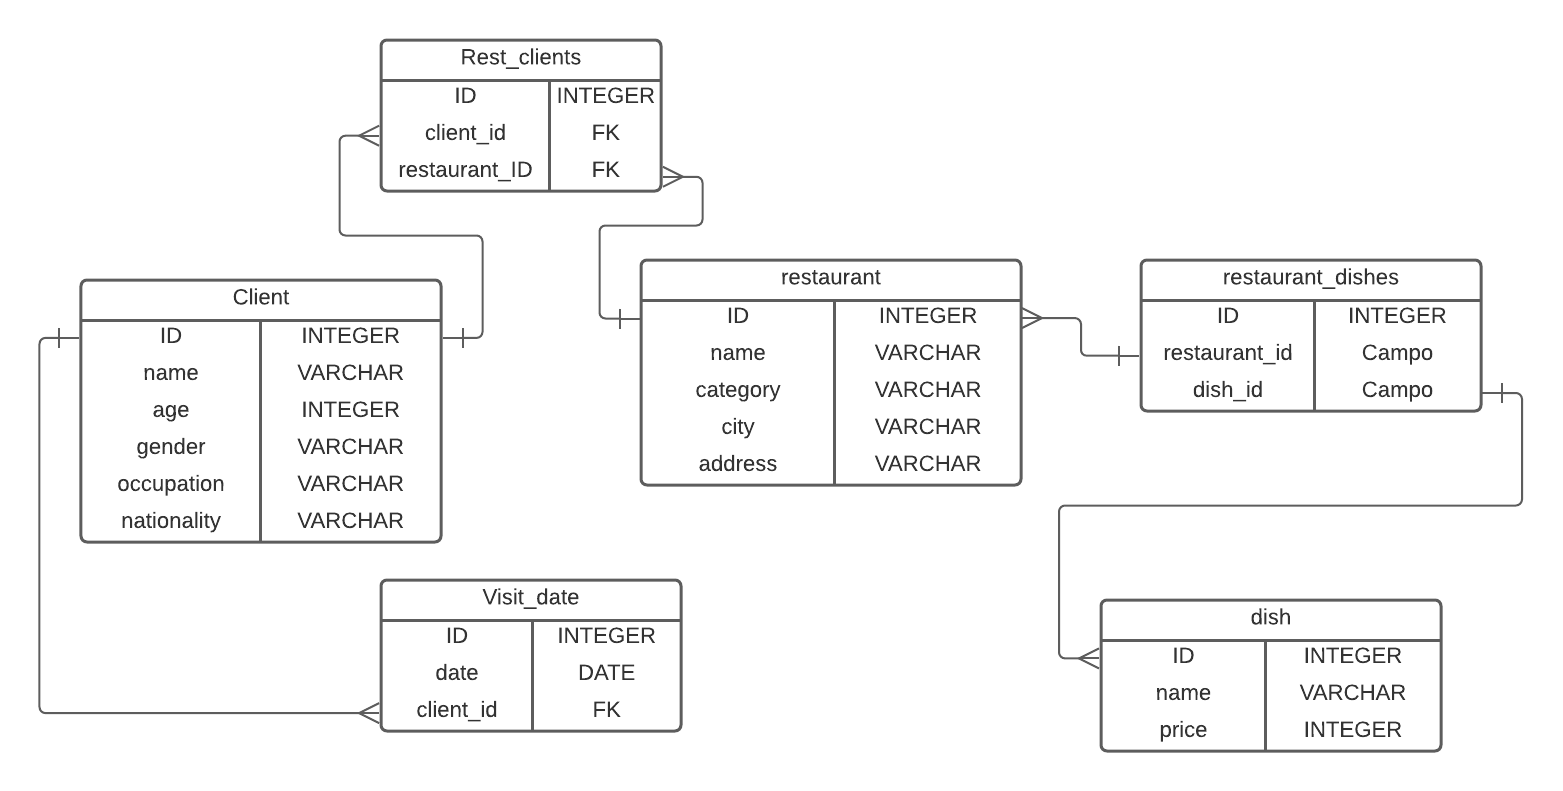 Rest_clients
ID INTEGER
client_id FK
restaurant_ID FK
Client
ID INTEGER
name VARCHAR
age INTEGER
gender VARCHAR
occupation VARCHAR
nationality VARCHAR
restaurant
ID INTEGER
name VARCHAR
category VARCHAR
city VARCHAR
address VARCHAR
restaurant_dishes
ID INTEGER
restaurant_id Campo
dish_id Campo
Visit_date
ID INTEGER
date DATE
client_id FK
dish
ID INTEGER
name VARCHAR
price INTEGER